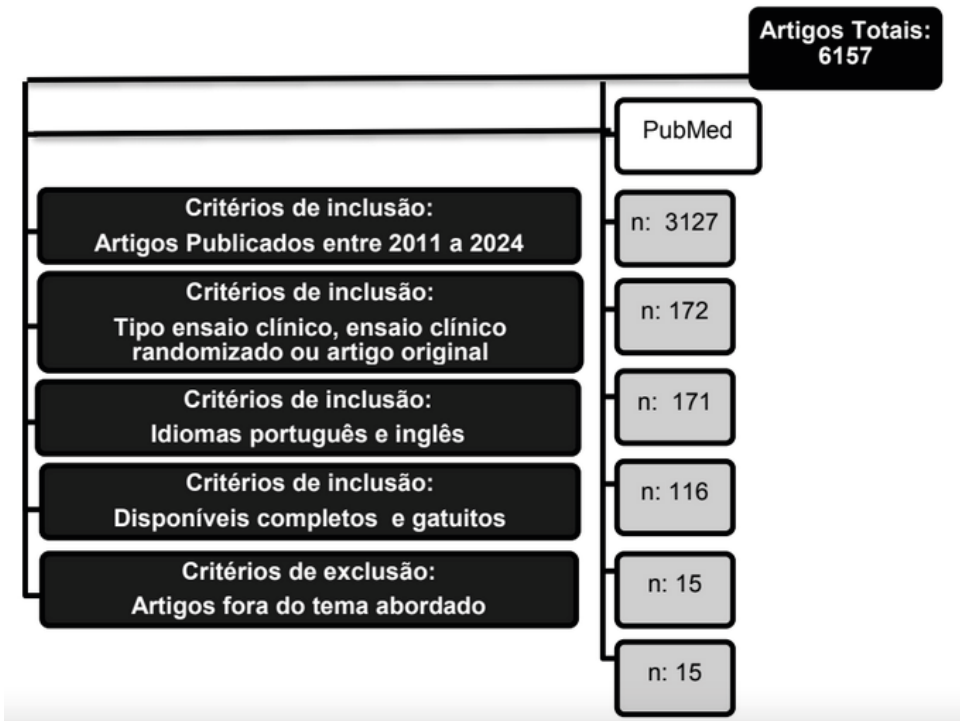 Artigos Totais:
6157
PubMed
Critérios de inclusão:
Artigos Publicados entre 2011 a 2024
n: 3127
Critérios de inclusão:
Tipo ensaio clínico, ensaio clínico
randomizado ou artigo original
n: 172
Critérios de inclusão:
Idiomas português e inglês
n: 171
Critérios de inclusão:
Disponíveis completos e gatuitos
n: 116
Critérios de exclusão:
Artigos fora do tema abordado
n: 15
n: 15